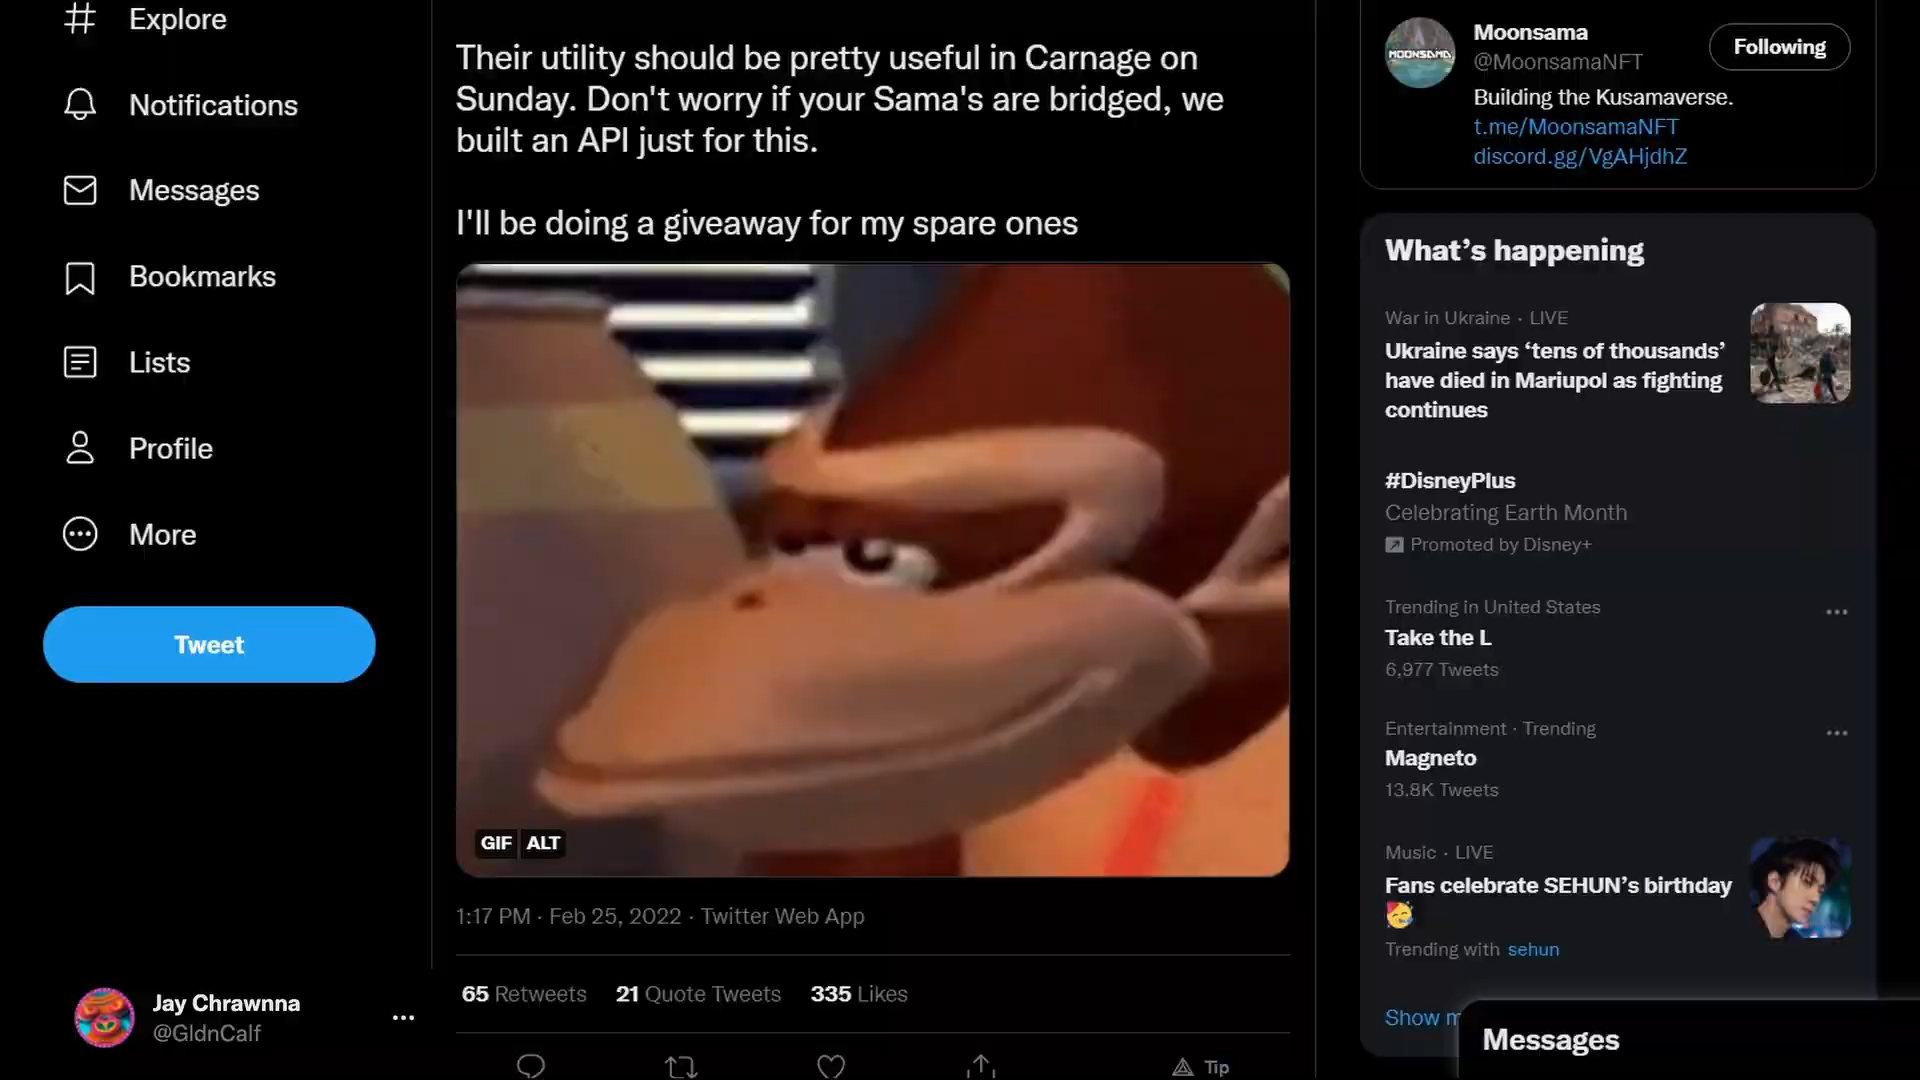 Explore
Notifications
Messages
Bookmarks
Lists
Profile
More
Tweet
Jay Chrawnna
@GldnCalf
Their utility should be pretty useful in Carnage on
Sunday. Don't worry if your Sama's are bridged, we
built an API just for this.
I'll be doing a giveaway for my spare ones
GIF ALT
1:17 PM · Feb 25, 2022 · Twitter Web App
65 Retweets 21 Quote Tweets 335 Likes
Tip
MOONSAMA
Moonsama
@MoonsamaNFT
Following
Building the Kusamaverse.
t.me/MoonsamaNFT
discord.gg/VgAHjdhZ
What's happening
War in Ukraine · LIVE
Ukraine says ‘tens of thousands’
have died in Mariupol as fighting
continues
#DisneyPlus
Celebrating Earth Month
Promoted by Disney+
Trending in United States
Take the L
6,977 Tweets
Entertainment · Trending
Magneto
13.8K Tweets
Music · LIVE
Fans celebrate SEHUN’s birthday
🥳
Trending with sehun
Show
Messages